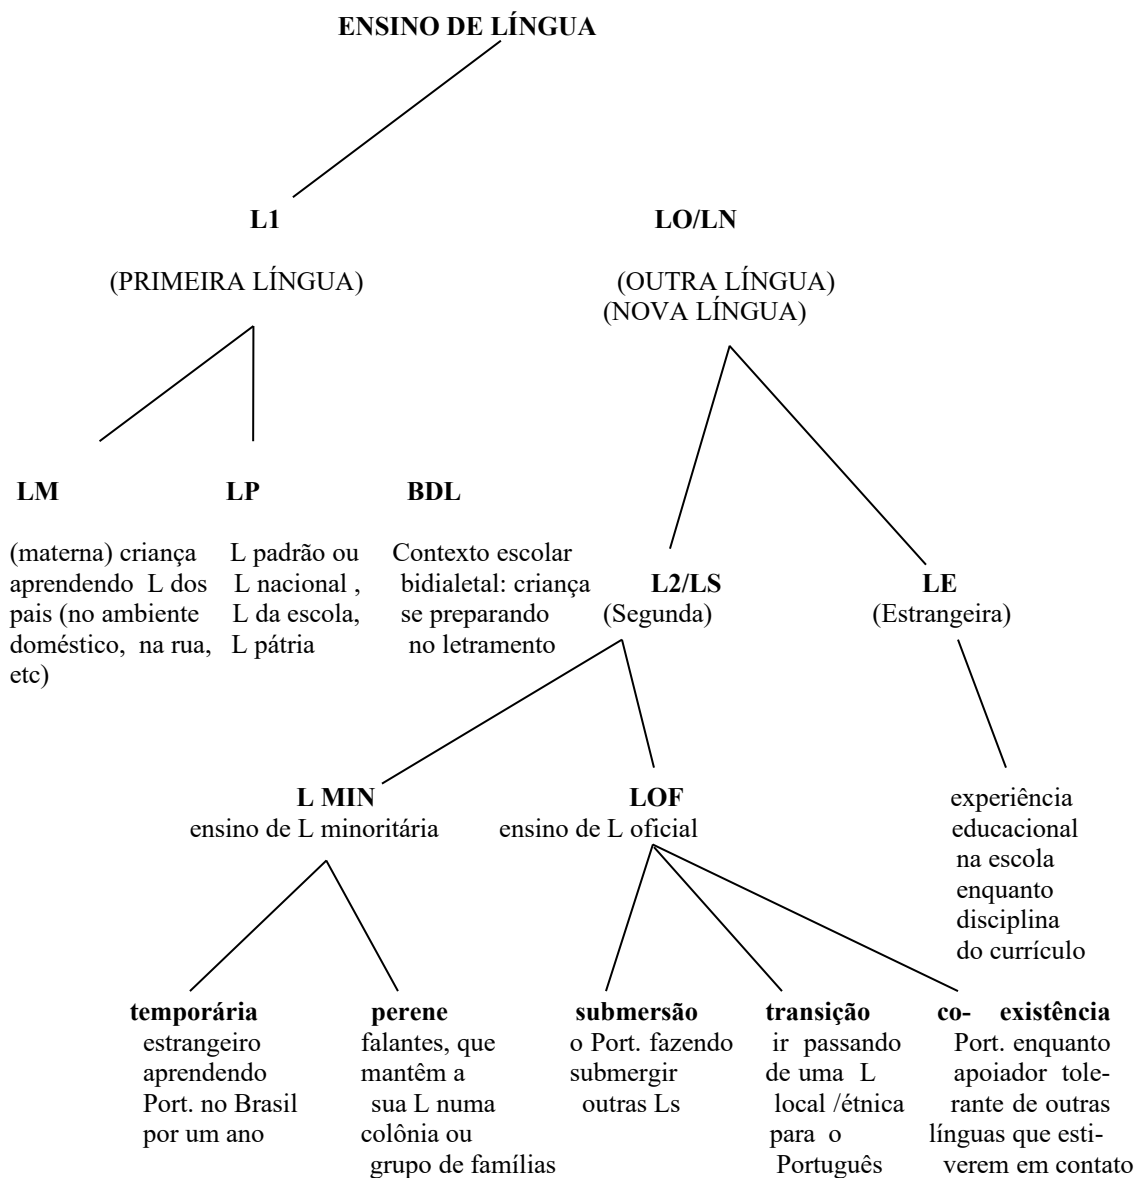 ENSINO DE LÍNGUA
L1
LO/LN
(PRIMEIRA LÍNGUA)
(OUTRA LÍNGUA)
(NOVA LÍNGUA)
LM
(materna) criança
aprendendo L dos
pais (no ambiente
doméstico, na rua,
etc)
LP
L padrão ou
L nacional ,
L da escola,
L pátria
BDL
Contexto escolar
bidialetal: criança
se preparando
no letramento
L2/LS
(Segunda)
LE
(Estrangeira)
L MIN
ensino de L minoritária
LOF
ensino de L oficial
experiência
educacional
na escola
enquanto
disciplina
do currículo
temporária
estrangeiro
aprendendo
Port. no Brasil
por um ano
perene
falantes, que
mantêm a
sua L numa
colônia ou
grupo de famílias
submersão
o Port. fazendo
submergir
outras Ls
transição
ir passando
de uma L
local /étnica
para o
Português
co- existência
Port. enquanto
apoiador tole-
rante de outras
línguas que esti-
verem em contato